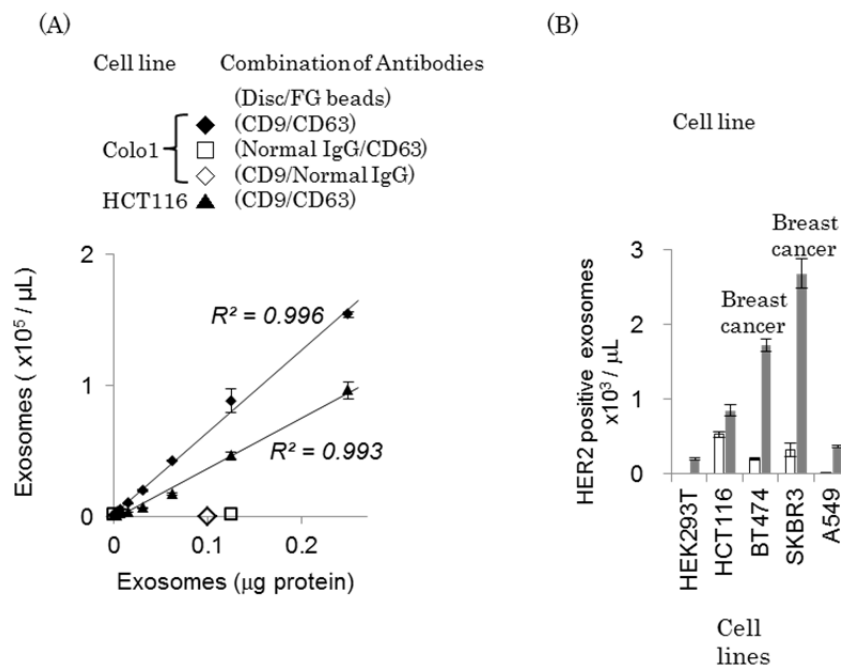 (A)
Cell line Combination of Antibodies
(Disc/FG beads)
(CD9/CD63)
Colo1 (Normal IgG/CD63)
(CD9/Normal IgG)
HCT116 (CD9/CD63)
Exosomes ( x10⁵ / μL)
2
1
0
R² = 0.996
R² = 0.993
0 0.1 0.2
Exosomes (μg protein)
(B)
Cell line
HER2 positive exosomes
x10³ / μL
3
2
1
0
Breast
cancer
Breast
cancer
HEK293T
HCT116
BT474
SKBR3
A549
Cell
lines